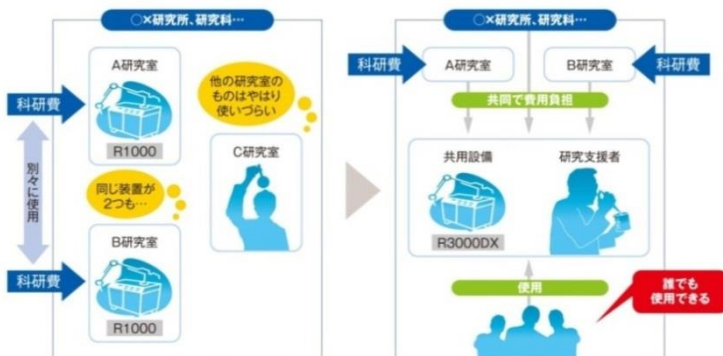 ○×研究所、研究科…
A研究室
科研費
R1000
他の研究室の
ものはやはり
使いづらい
C研究室
別々に使用
同じ装置が
2つも…
B研究室
科研費
R1000
○×研究所、研究科…
科研費
A研究室
B研究室
科研費
共同で費用負担
共用設備
研究支援者
R3000DX
使用
誰でも
使用できる